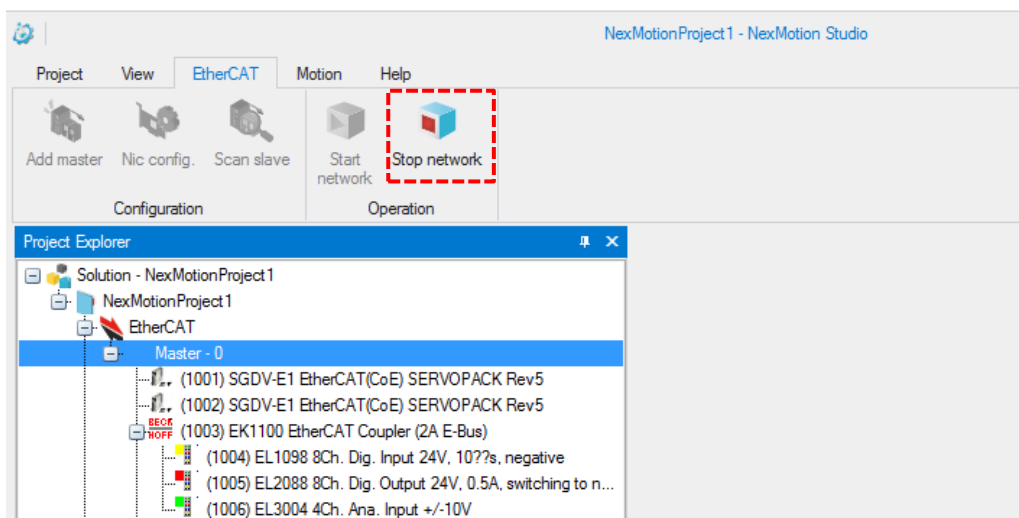 NexMotionProject1 - NexMotion Studio
Project View EtherCAT Motion Help
Add master Nic config. Scan slave Start network Stop network
Configuration Operation
Project Explorer
Solution - NexMotionProject1
NexMotionProject1
EtherCAT
Master - 0
(1001) SGDV-E1 EtherCAT(CoE) SERVOPACK Rev5
(1002) SGDV-E1 EtherCAT(CoE) SERVOPACK Rev5
BECK
HOFF (1003) EK1100 EtherCAT Coupler (2A E-Bus)
(1004) EL1098 8Ch. Dig. Input 24V, 10??s, negative
(1005) EL2088 8Ch. Dig. Output 24V, 0.5A, switching to n...
(1006) EL3004 4Ch. Ana. Input +/-10V